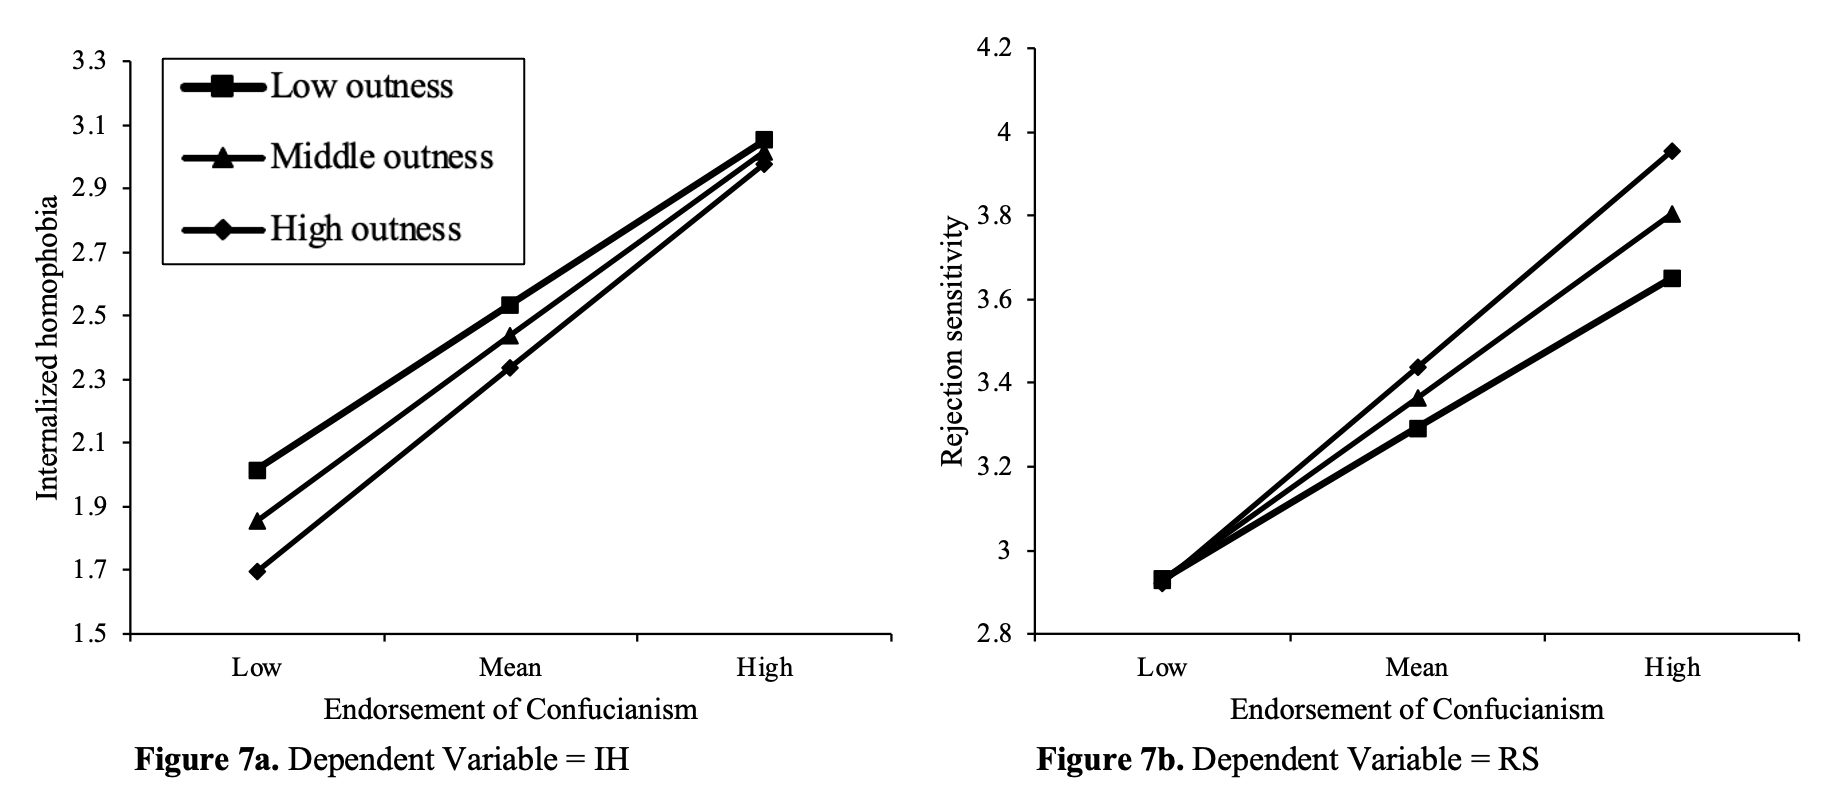 3.3
3.1
2.9
2.7
2.5
2.3
2.1
1.9
1.7
1.5
Internalized homophobia
Low outness
Middle outness
High outness
Low Mean High
Endorsement of Confucianism
Figure 7a. Dependent Variable = IH
4.2
4
3.8
3.6
3.4
3.2
3
2.8
Rejection sensitivity
Low Mean High
Endorsement of Confucianism
Figure 7b. Dependent Variable = RS